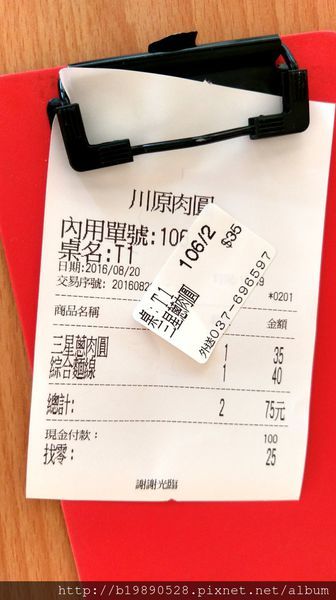 川原肉圓
內用單號:106
桌名:T1
日期:2016/08/20
交易序號: 201608
*0201
商品名稱 金額
三星蔥肉圓 1 35
綜合麵線 1 40
總計: 2 75元
現金付款: 100
找零: 25
謝謝光臨
106/2 $35
桌:T1
三星蔥肉圓
外送037-696597
http://b19890528.pixnet.net/album